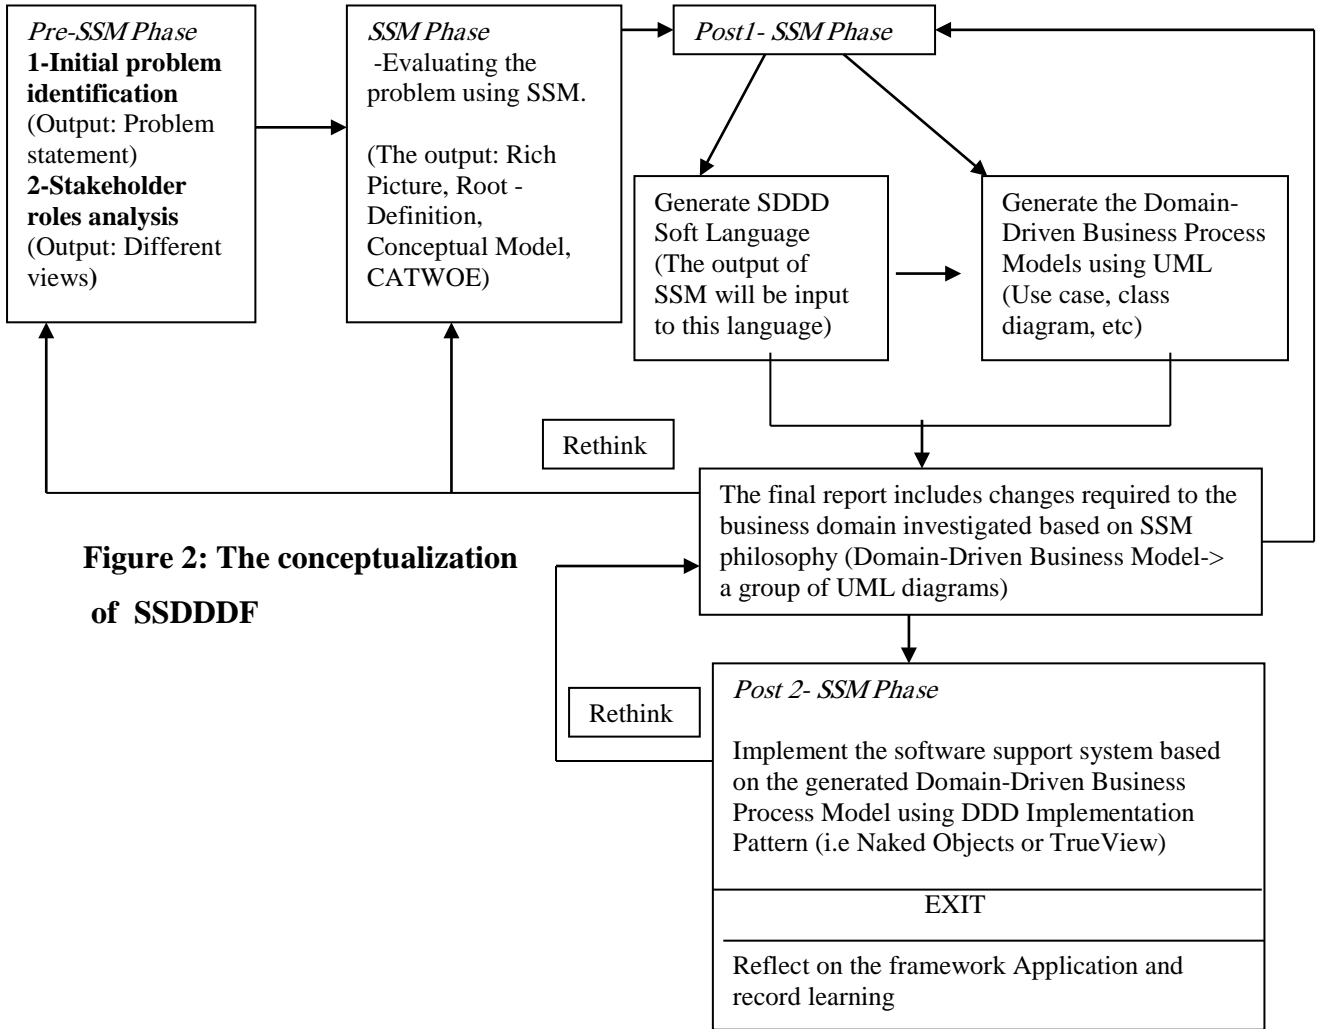 Pre-SSM Phase
1-Initial problem
identification
(Output: Problem
statement)
2-Stakeholder
roles analysis
(Output: Different
views)
SSM Phase
-Evaluating the
problem using SSM.
(The output: Rich
Picture, Root -
Definition,
Conceptual Model,
CATWOE)
Post1- SSM Phase
Generate SDDD
Soft Language
(The output of
SSM will be input
to this language)
Generate the Domain-
Driven Business Process
Models using UML
(Use case, class
diagram, etc)
Rethink
The final report includes changes required to the
business domain investigated based on SSM
philosophy (Domain-Driven Business Model->
a group of UML diagrams)
Figure 2: The conceptualization
of SSDDDF
Rethink
Post 2- SSM Phase
Implement the software support system based
on the generated Domain-Driven Business
Process Model using DDD Implementation
Pattern (i.e Naked Objects or TrueView)
EXIT
Reflect on the framework Application and
record learning